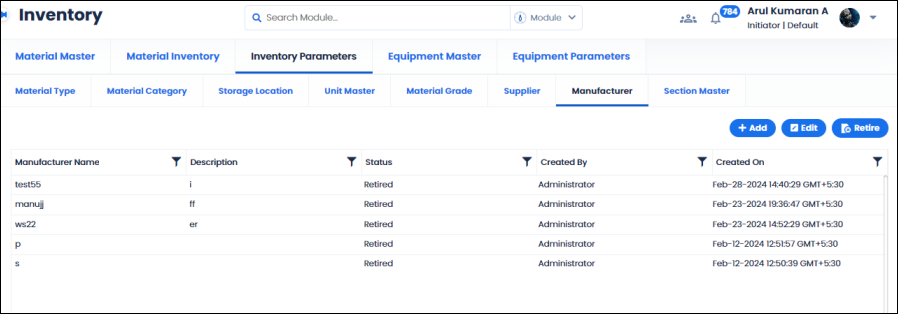 Inventory
Search Module...
Module
784
Arul Kumaran A
Initiator | Default
Material Master Material Inventory Inventory Parameters Equipment Master Equipment Parameters
Material Type Material Category Storage Location Unit Master Material Grade Supplier Manufacturer Section Master
+ Add Edit Retire
Manufacturer Name Description Status Created By Created On
test55 i Retired Administrator Feb-28-2024 14:40:29 GMT+5:30
manujj ff Retired Administrator Feb-23-2024 19:36:47 GMT+5:30
ws22 er Retired Administrator Feb-23-2024 14:52:29 GMT+5:30
p Retired Administrator Feb-12-2024 12:51:57 GMT+5:30
s Retired Administrator Feb-12-2024 12:50:39 GMT+5:30